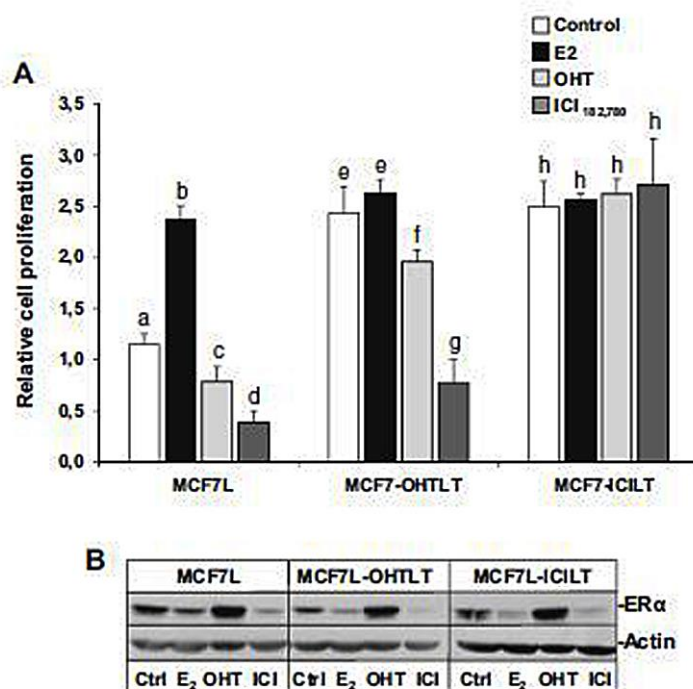 Control
E2
OHT
ICI 182,780
A
Relative cell proliferation
3,5
3,0
2,5
2,0
1,5
1,0
0,5
0,0
a
b
c
d
e
e
f
g
h
h
h
h
MCF7L
MCF7-OHTLT
MCF7-ICILT
B
MCF7L
MCF7L-OHTLT
MCF7L-ICILT
-ERα
-Actin
Ctrl E2 OHT ICI Ctrl E2 OHT ICI Ctrl E2 OHT ICI